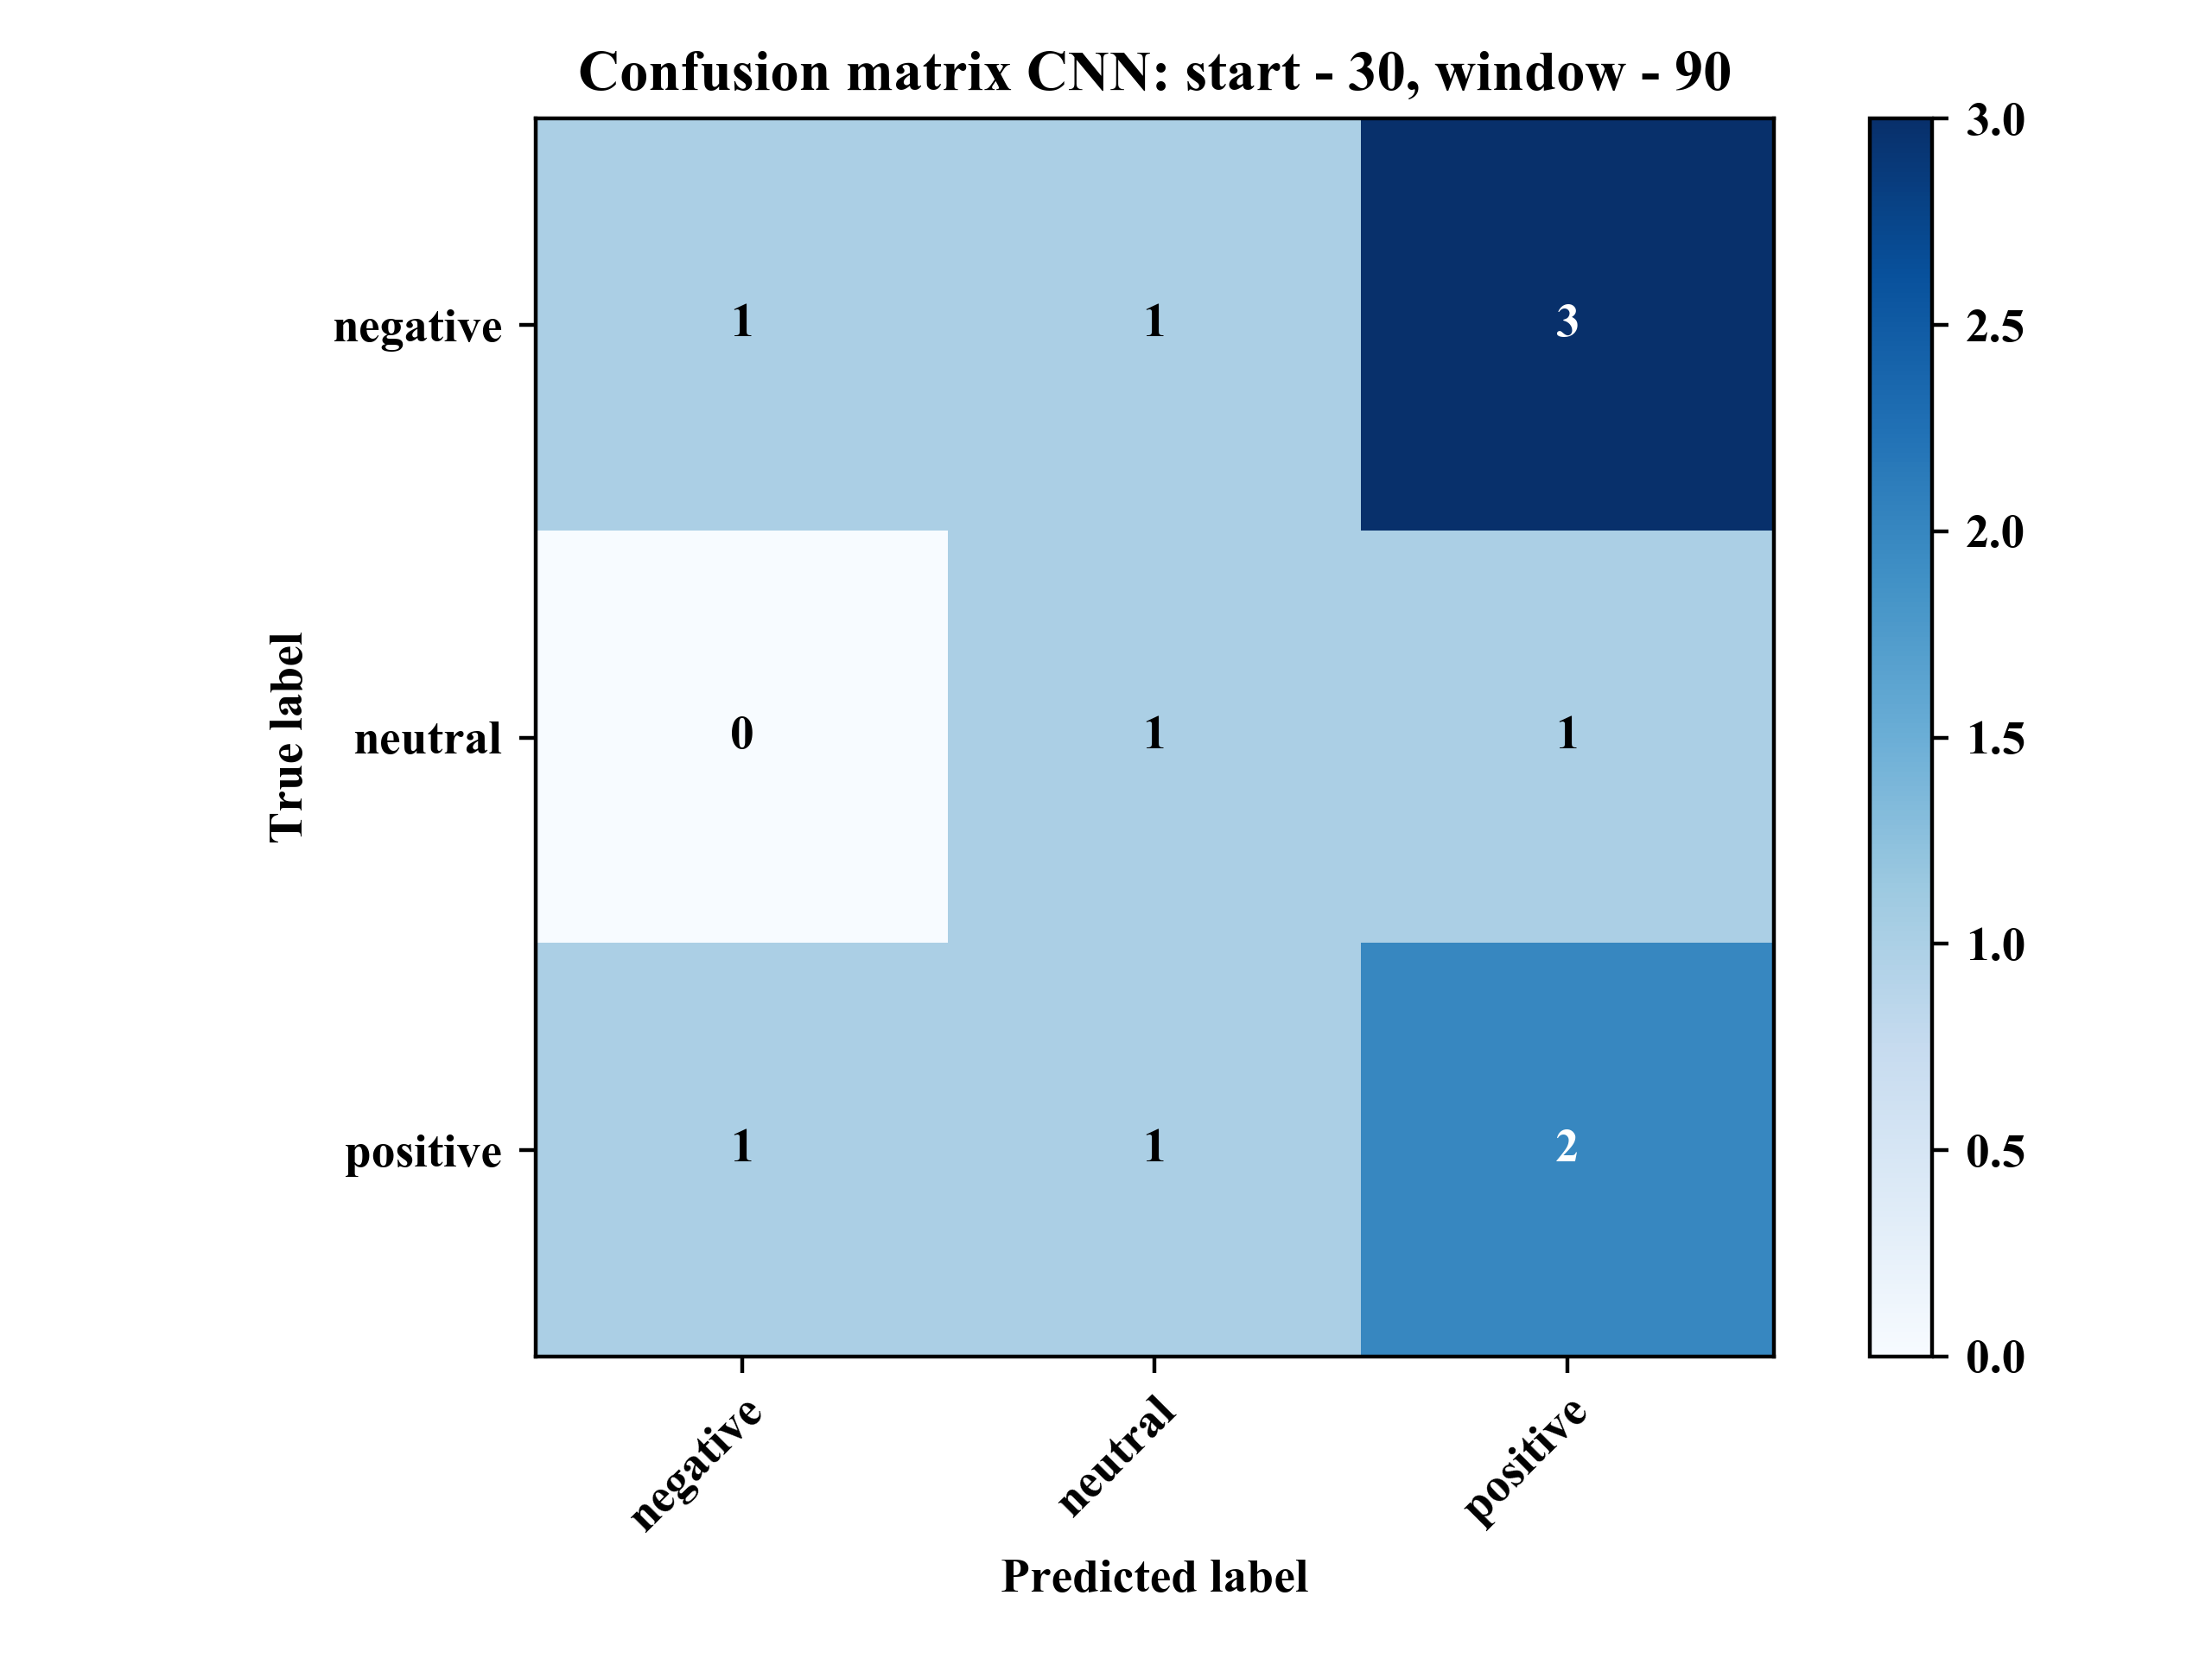 Confusion matrix CNN: start - 30, window - 90
True label
negative
1 1 3
neutral
0 1 1
positive
1 1 2
negative neutral positive
Predicted label
3.0
2.5
2.0
1.5
1.0
0.5
0.0